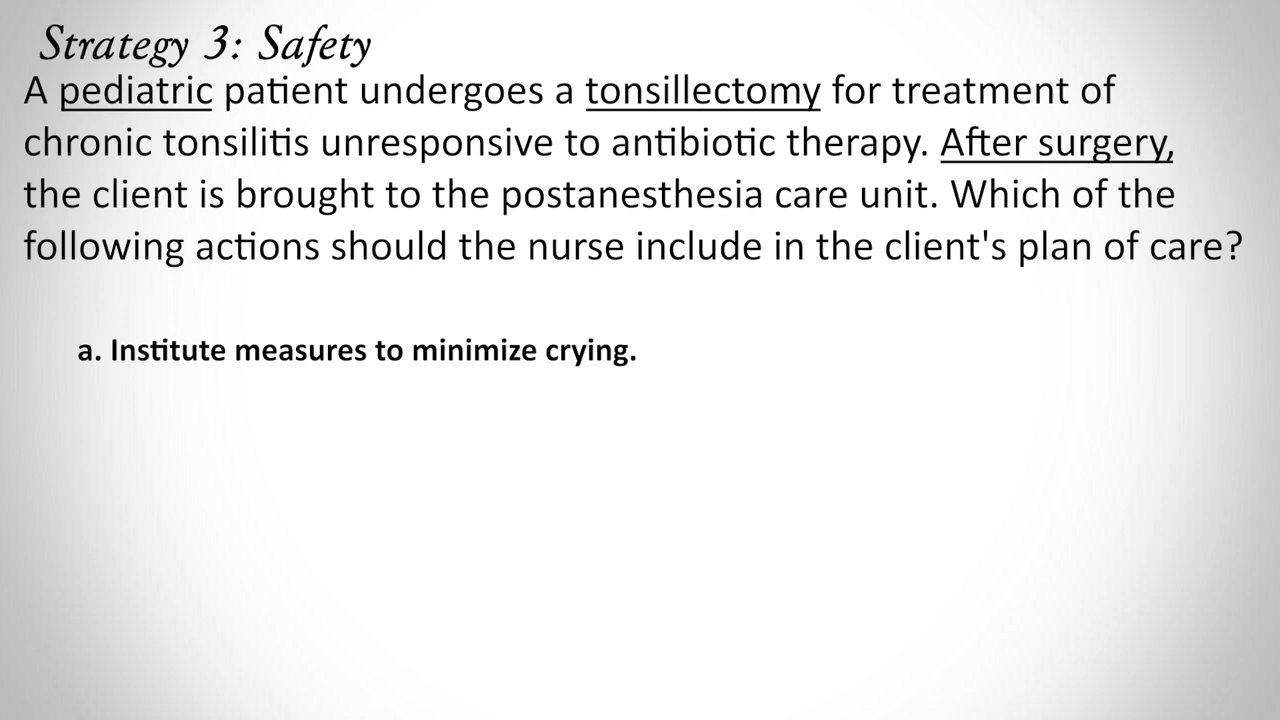 Strategy 3: Safety
A pediatric patient undergoes a tonsillectomy for treatment of
chronic tonsilitis unresponsive to antibiotic therapy. After surgery,
the client is brought to the postanesthesia care unit. Which of the
following actions should the nurse include in the client's plan of care?
a. Institute measures to minimize crying.